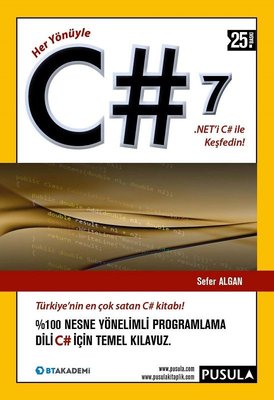 Her Yönüyle
25
C# 7
.NET'i C# ile
Keşfedin!
Sefer ALGAN
Türkiye'nin en çok satan C# kitabı!
%100 NESNE YÖNELİMLİ PROGRAMLAMA
DİLİ C# İÇİN TEMEL KILAVUZ.
BTAKADEMİ
www.pusula.com
www.pusulakitaplik.com
PUSULA